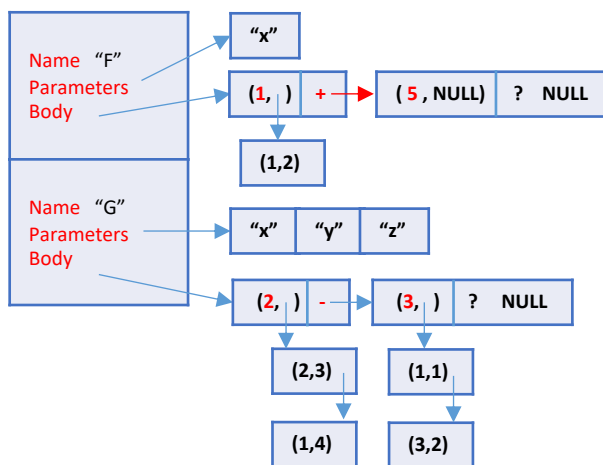 “x”
Name “F”
Parameters
Body
(1, ) + ( 5 , NULL) ? NULL
(1,2)
Name “G”
Parameters
Body
“x” “y” “z”
(2, ) - (3, ) ? NULL
(2,3) (1,1)
(1,4) (3,2)